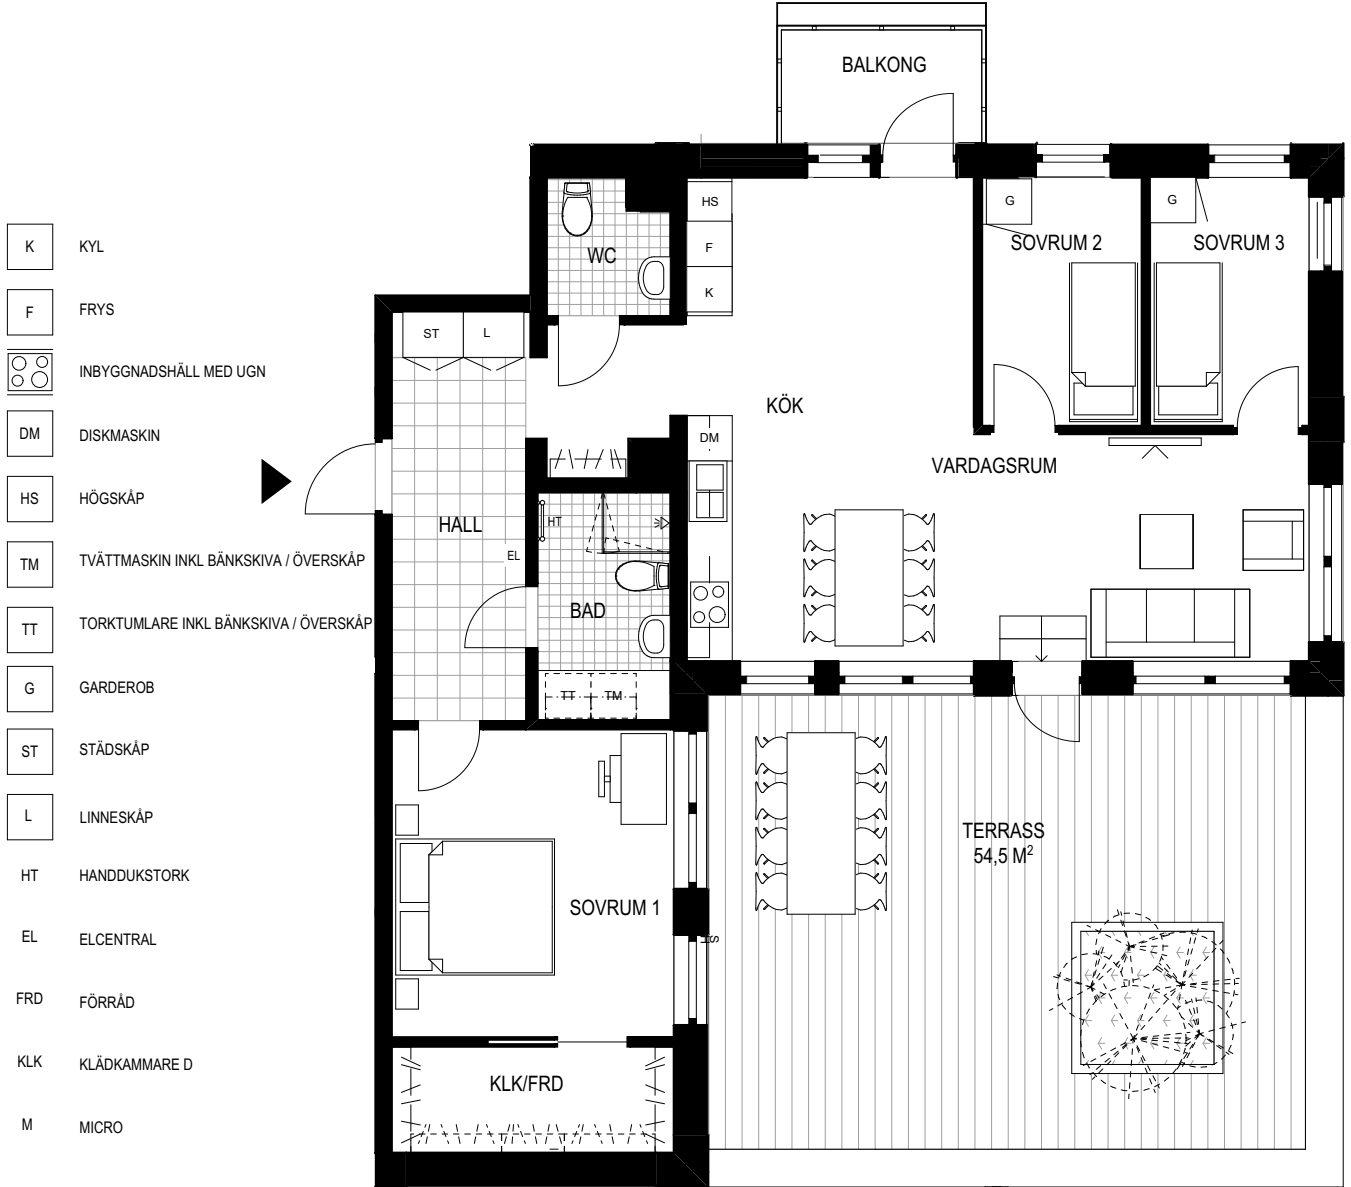 BALKONG
HS
F
K
WC
G
SOVRUM 2
G
SOVRUM 3
ST
L
KÖK
DM
VARDAGSRUM
HALL
HT
EL
BAD
TT
TM
SOVRUM 1
HS
TERRASS
54,5 M²
KLK/FRD
K KYL
F FRYS
INBYGGNADSHÄLL MED UGN
DM DISKMASKIN
HS HÖGSKÅP
TM TVÄTTMASKIN INKL BÄNKSKIVA / ÖVERSKÅP
TT TORKTUMLARE INKL BÄNKSKIVA / ÖVERSKÅP
G GARDEROB
ST STÄDSKÅP
L LINNESKÅP
HT HANDDUKSTORK
EL ELCENTRAL
FRD FÖRRÅD
KLK KLÄDKAMMARE D
M MICRO